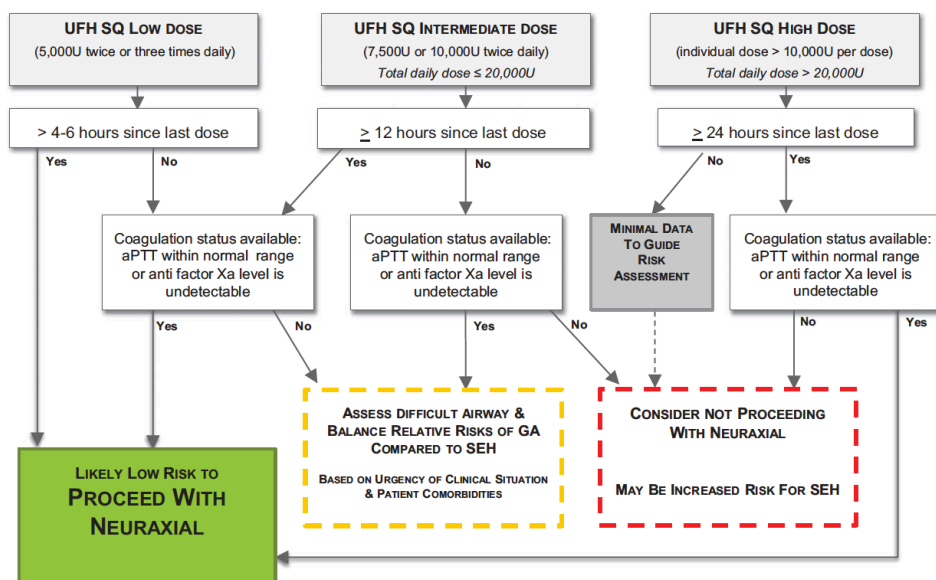 UFH SQ LOW DOSE
(5,000U twice or three times daily)
UFH SQ INTERMEDIATE DOSE
(7,500U or 10,000U twice daily)
Total daily dose ≤ 20,000U
UFH SQ HIGH DOSE
(individual dose > 10,000U per dose)
Total daily dose > 20,000U
> 4-6 hours since last dose
> 12 hours since last dose
> 24 hours since last dose
Yes
No
Yes
No
No
Yes
Coagulation status available:
aPTT within normal range
or anti factor Xa level is
undetectable
Coagulation status available:
aPTT within normal range
or anti factor Xa level is
undetectable
MINIMAL DATA
TO GUIDE
RISK
ASSESSMENT
Coagulation status available:
aPTT within normal range
or anti factor Xa level is
undetectable
Yes
No
Yes
No
No
Yes
LIKELY LOW RISK TO
PROCEED WITH
NEURAXIAL
ASSESS DIFFICULT AIRWAY &
BALANCE RELATIVE RISKS OF GA
COMPARED TO SEH
BASED ON URGENCY OF CLINICAL SITUATION
& PATIENT COMORBIDITIES
CONSIDER NOT PROCEEDING
WITH NEURAXIAL
MAY BE INCREASED RISK FOR SEH